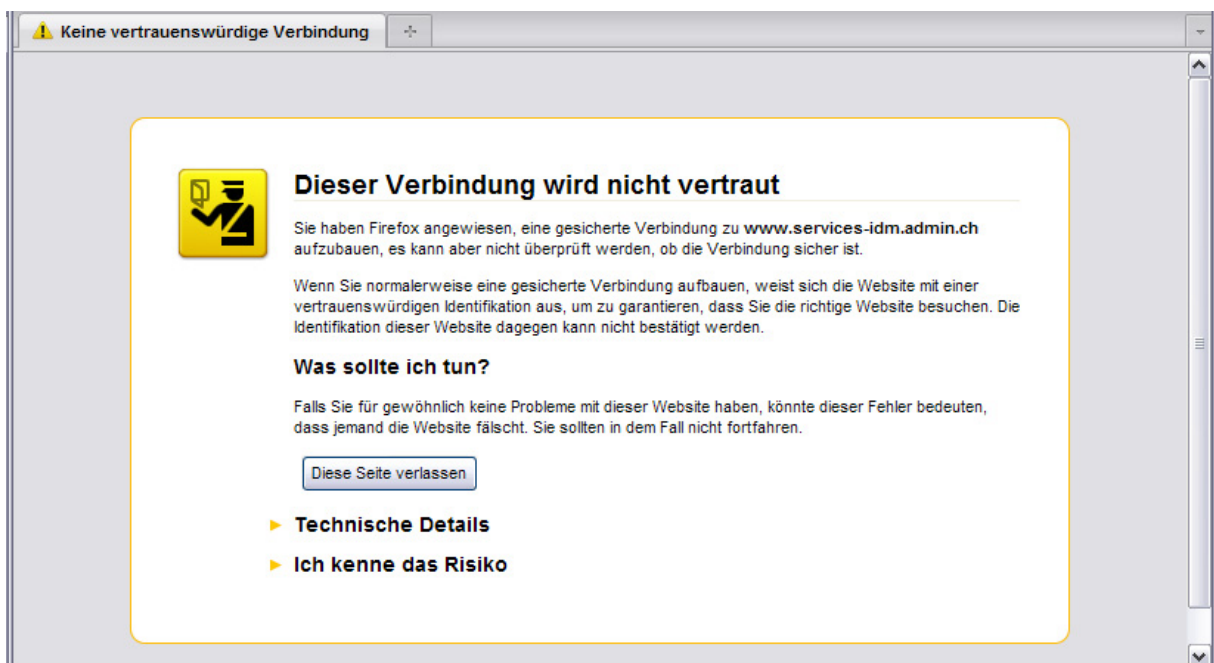 Keine vertrauenswürdige Verbindung
Dieser Verbindung wird nicht vertraut
Sie haben Firefox angewiesen, eine gesicherte Verbindung zu www.services-idm.admin.ch
aufzubauen, es kann aber nicht überprüft werden, ob die Verbindung sicher ist.
Wenn Sie normalerweise eine gesicherte Verbindung aufbauen, weist sich die Website mit einer
vertrauenswürdigen Identifikation aus, um zu garantieren, dass Sie die richtige Website besuchen. Die
Identifikation dieser Website dagegen kann nicht bestätigt werden.
Was sollte ich tun?
Falls Sie für gewöhnlich keine Probleme mit dieser Website haben, könnte dieser Fehler bedeuten,
dass jemand die Website fälscht. Sie sollten in dem Fall nicht fortfahren.
Diese Seite verlassen
Technische Details
Ich kenne das Risiko